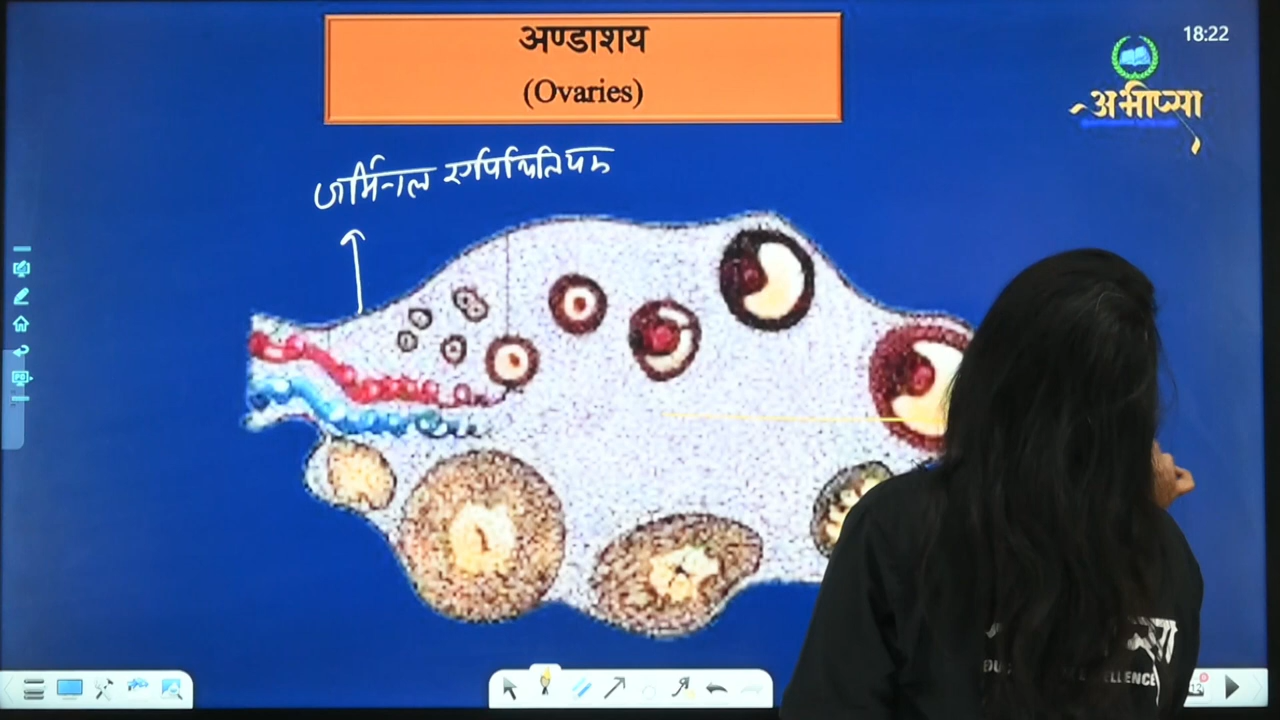 अण्डाशय
(Ovaries)
18:22
अभीप्सा
जर्मिनल एपिथिलियम